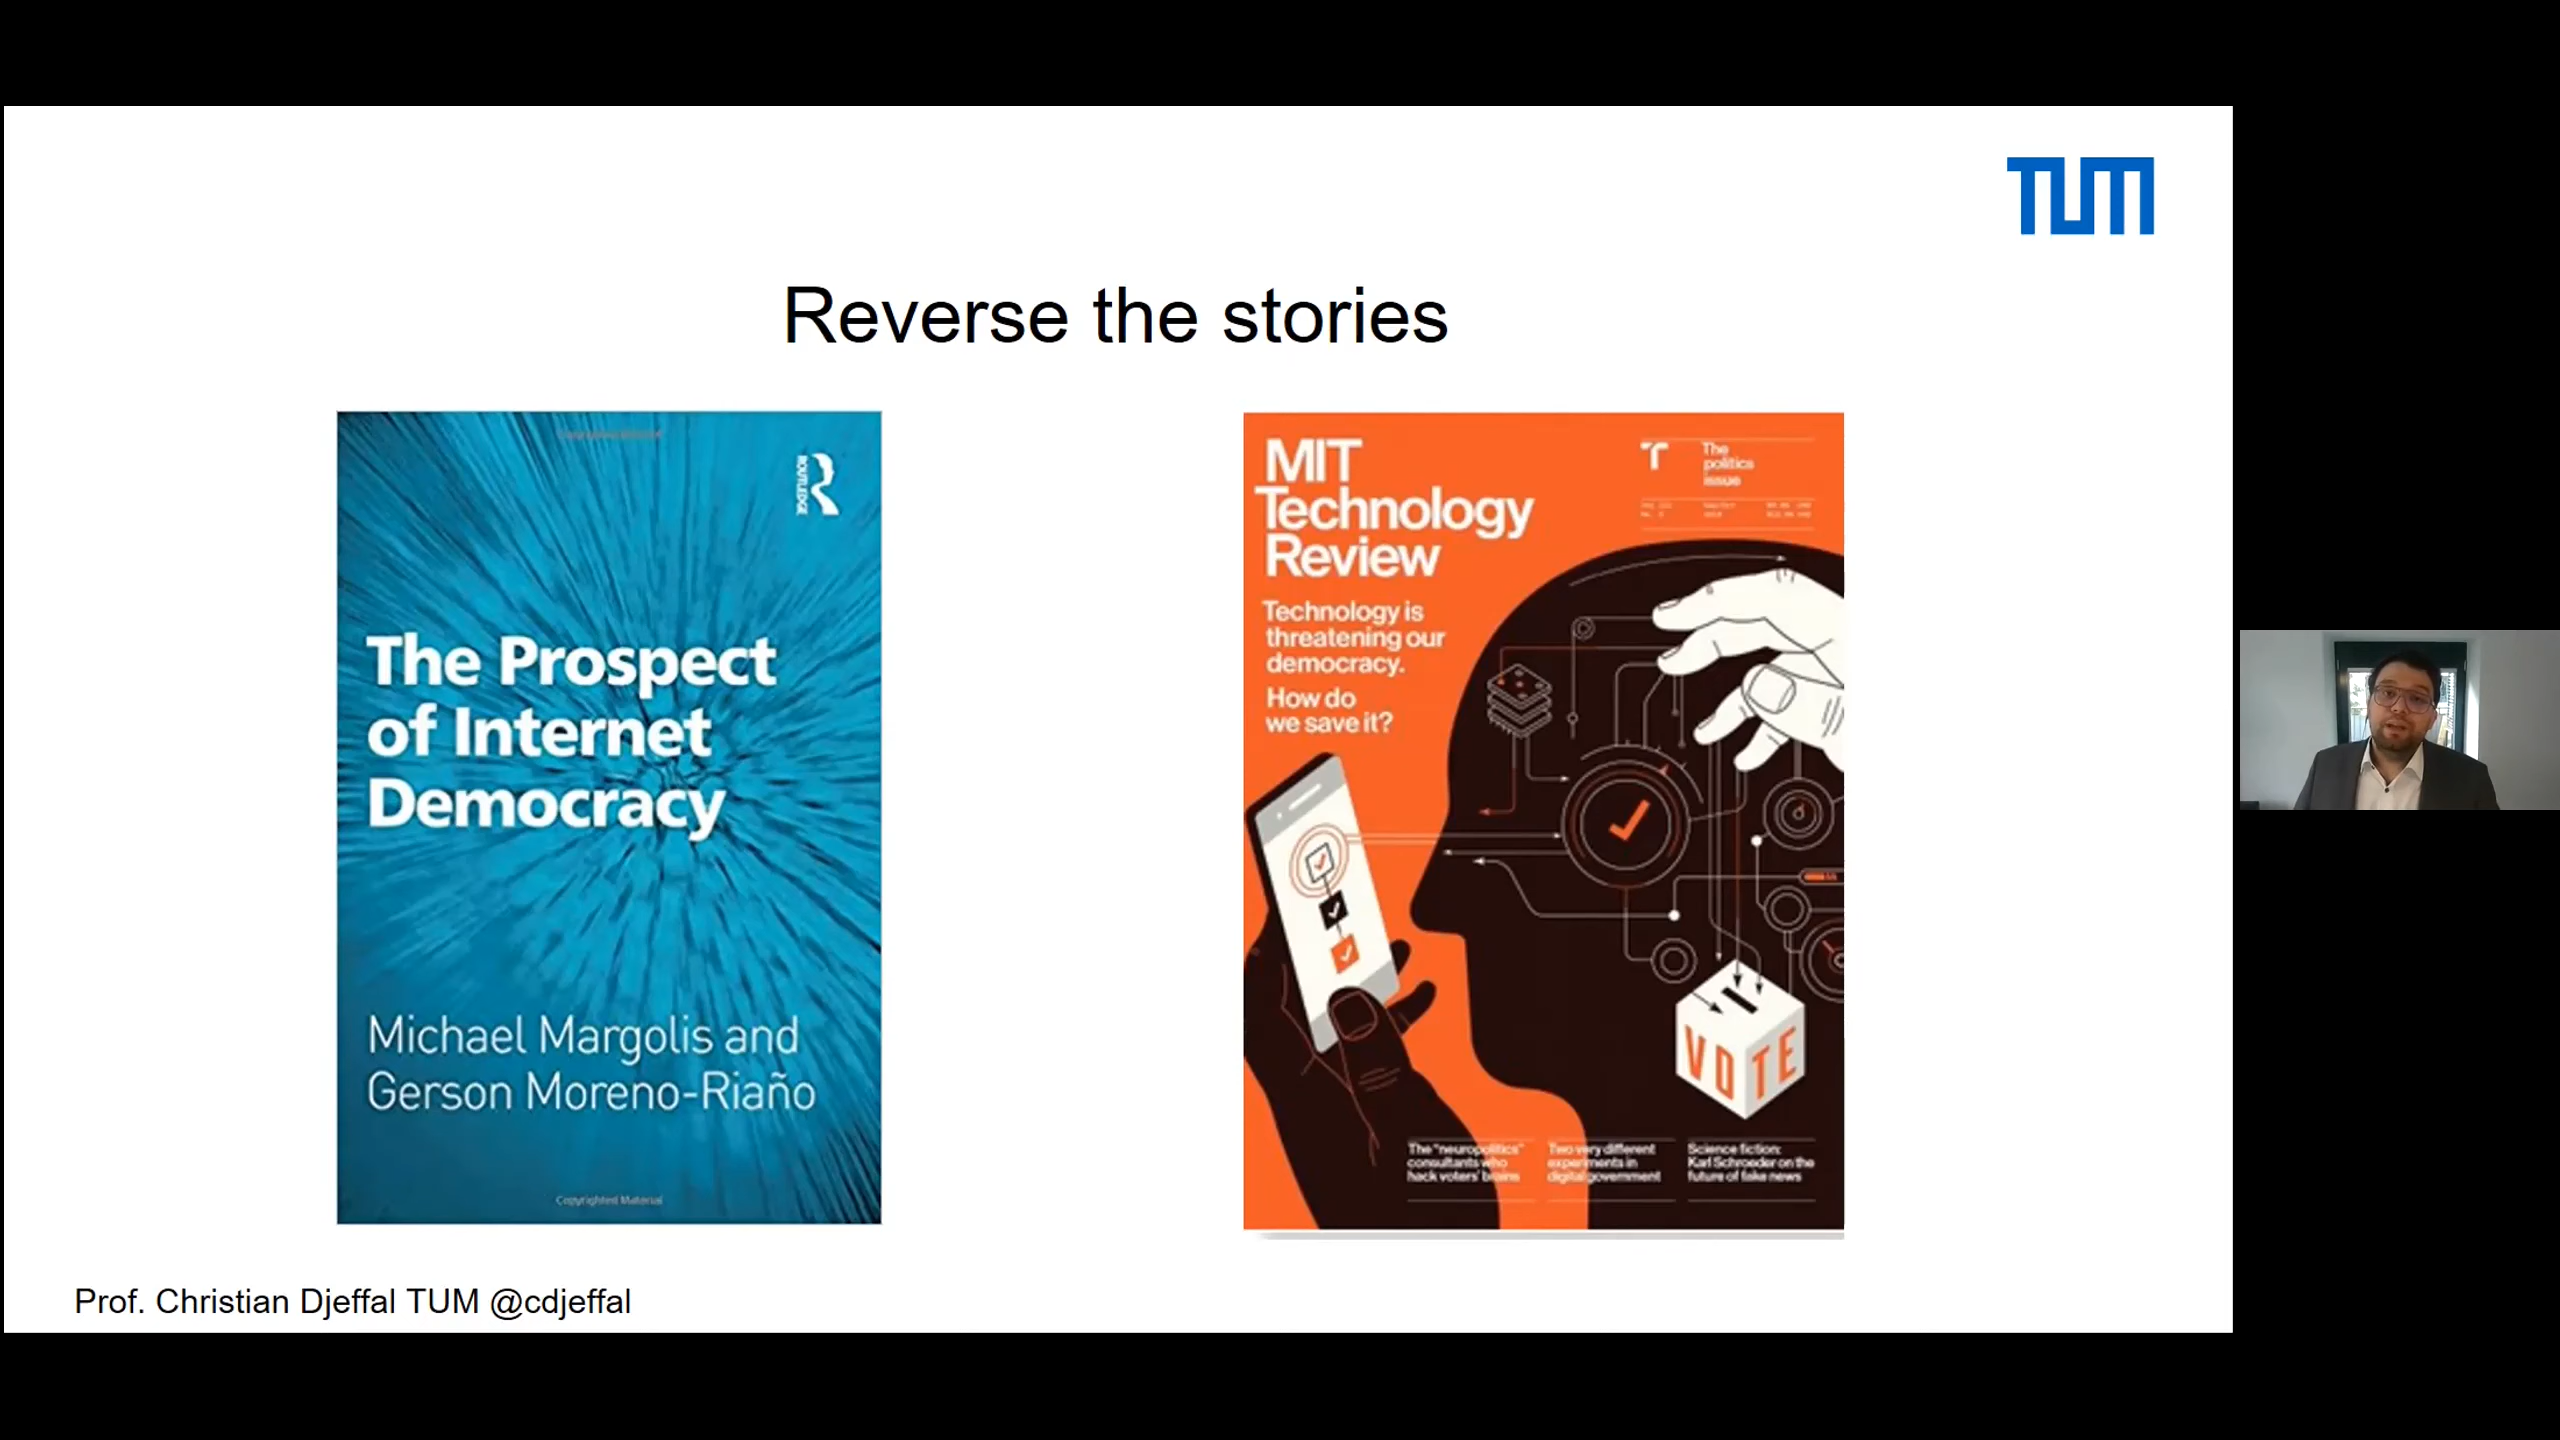 TUM
Reverse the stories
ROUTLEDGE
The Prospect
of Internet
Democracy
Michael Margolis and
Gerson Moreno-Riaño
Copyrighted Material
MIT
Technology
Review
The
politics
issue
Technology is
threatening our
democracy.
How do
we save it?
VOTE
The "neuropolitics"
consultants who
hack voters' brains
Two very different
experiments in
digital government
Science fiction:
Karl Schroeder on the
future of fake news
Prof. Christian Djeffal TUM @cdjeffal